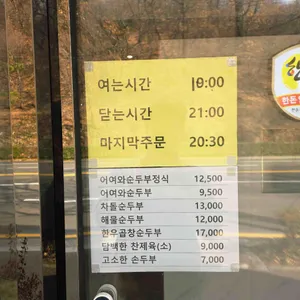 여는시간 10:00
닫는시간 21:00
마지막주문 20:30
어여와순두부정식 12,500
어여와순두부 9,500
차돌순두부 13,000
해물순두부 12,000
한우곱창순두부 17,000
담백한 찬제육(소) 9,000
고소한 손두부 7,000